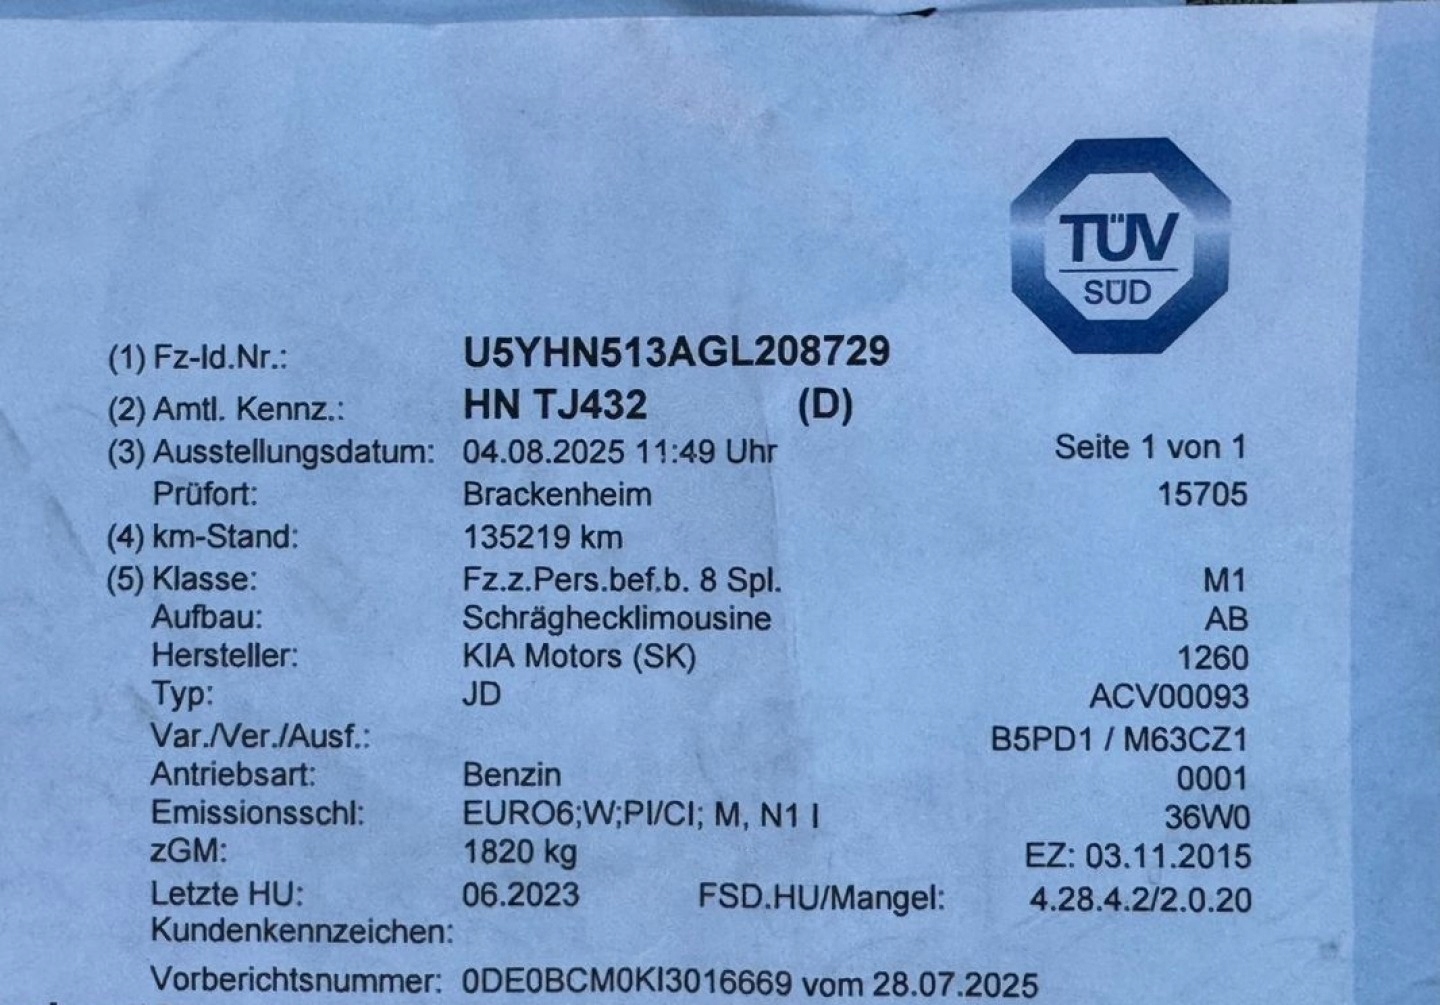 TÜV
SÜD
(1) Fz-Id.Nr.: U5YHN513AGL208729
(2) Amtl. Kennz.: HN TJ432 (D)
(3) Ausstellungsdatum: 04.08.2025 11:49 Uhr Seite 1 von 1
Prüfort: Brackenheim 15705
(4) km-Stand: 135219 km
(5) Klasse: Fz.z.Pers.bef.b. 8 Spl. M1
Aufbau: Schräghecklimousine AB
Hersteller: KIA Motors (SK) 1260
Typ: JD ACV00093
Var./Ver./Ausf.: B5PD1 / M63CZ1
Antriebsart: Benzin 0001
Emissionsschl: EURO6;W;PI/CI; M, N1 I 36W0
zGM: 1820 kg EZ: 03.11.2015
Letzte HU: 06.2023 FSD.HU/Mangel: 4.28.4.2/2.0.20
Kundenkennzeichen:
Vorberichtsnummer: 0DE0BCM0KI3016669 vom 28.07.2025